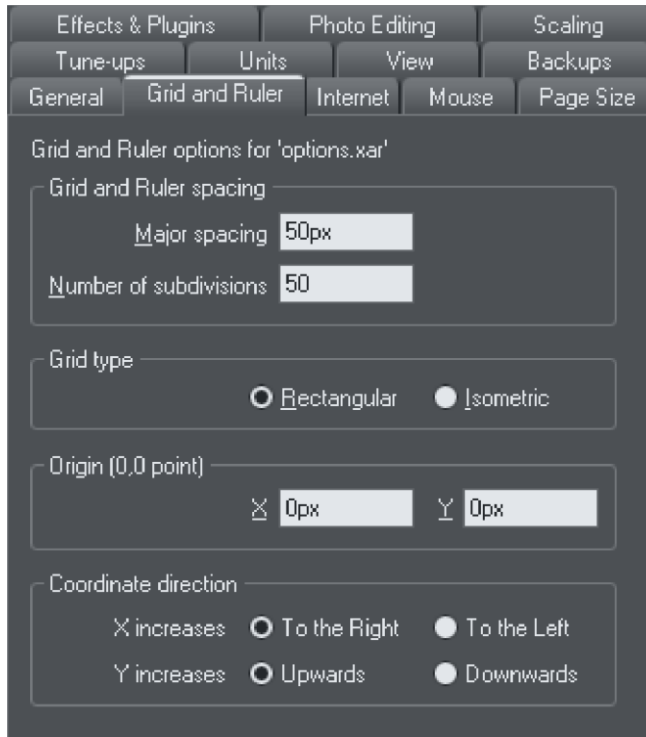 Effects & Plugins Photo Editing Scaling
Tune-ups Units View Backups
General Grid and Ruler Internet Mouse Page Size
Grid and Ruler options for 'options.xar'
Grid and Ruler spacing
Major spacing 50px
Number of subdivisions 50
Grid type
Rectangular Isometric
Origin (0,0 point)
X 0px Y 0px
Coordinate direction
X increases To the Right To the Left
Y increases Upwards Downwards